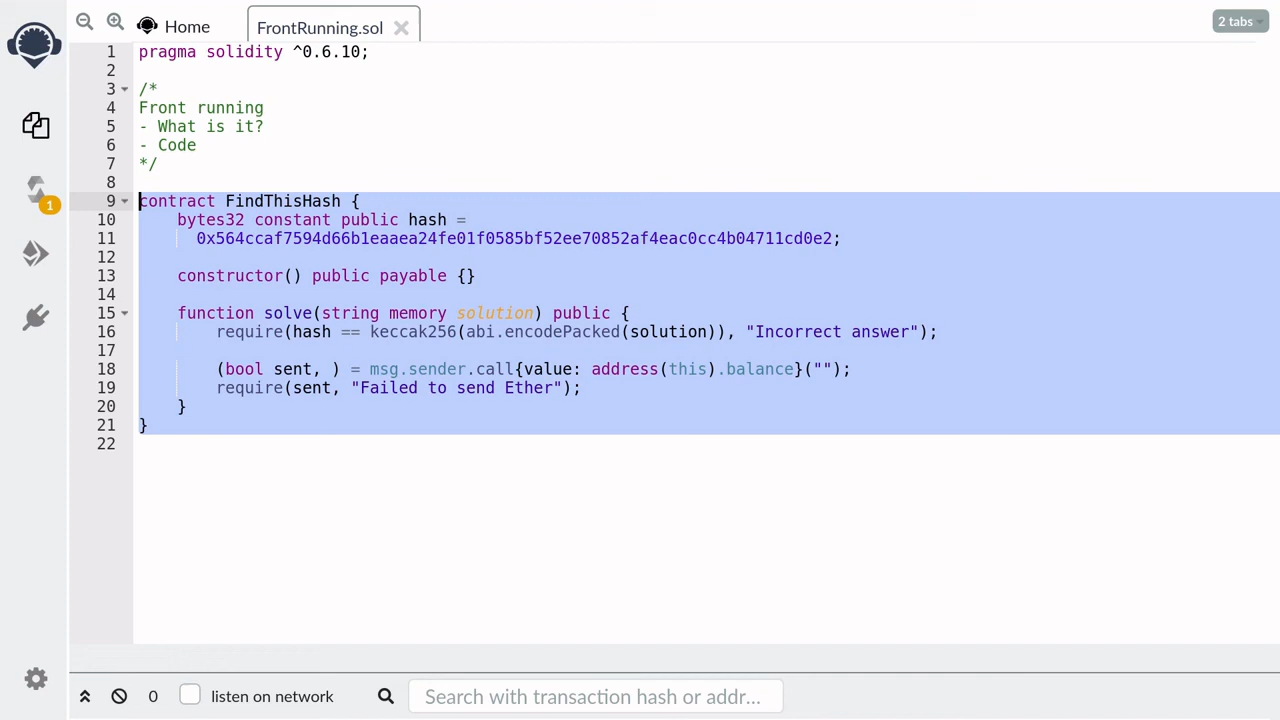 Home
FrontRunning.sol
2 tabs
1 pragma solidity ^0.6.10;
2
3 /*
4 Front running
5 - What is it?
6 - Code
7 */
8
9 contract FindThisHash {
10 bytes32 constant public hash =
11 0x564ccaf7594d66b1eaaea24fe01f0585bf52ee70852af4eac0cc4b04711cd0e2;
12
13 constructor() public payable {}
14
15 function solve(string memory solution) public {
16 require(hash == keccak256(abi.encodePacked(solution)), "Incorrect answer");
17
18 (bool sent, ) = msg.sender.call{value: address(this).balance}("");
19 require(sent, "Failed to send Ether");
20 }
21 }
22
1
0
listen on network
Search with transaction hash or addr...